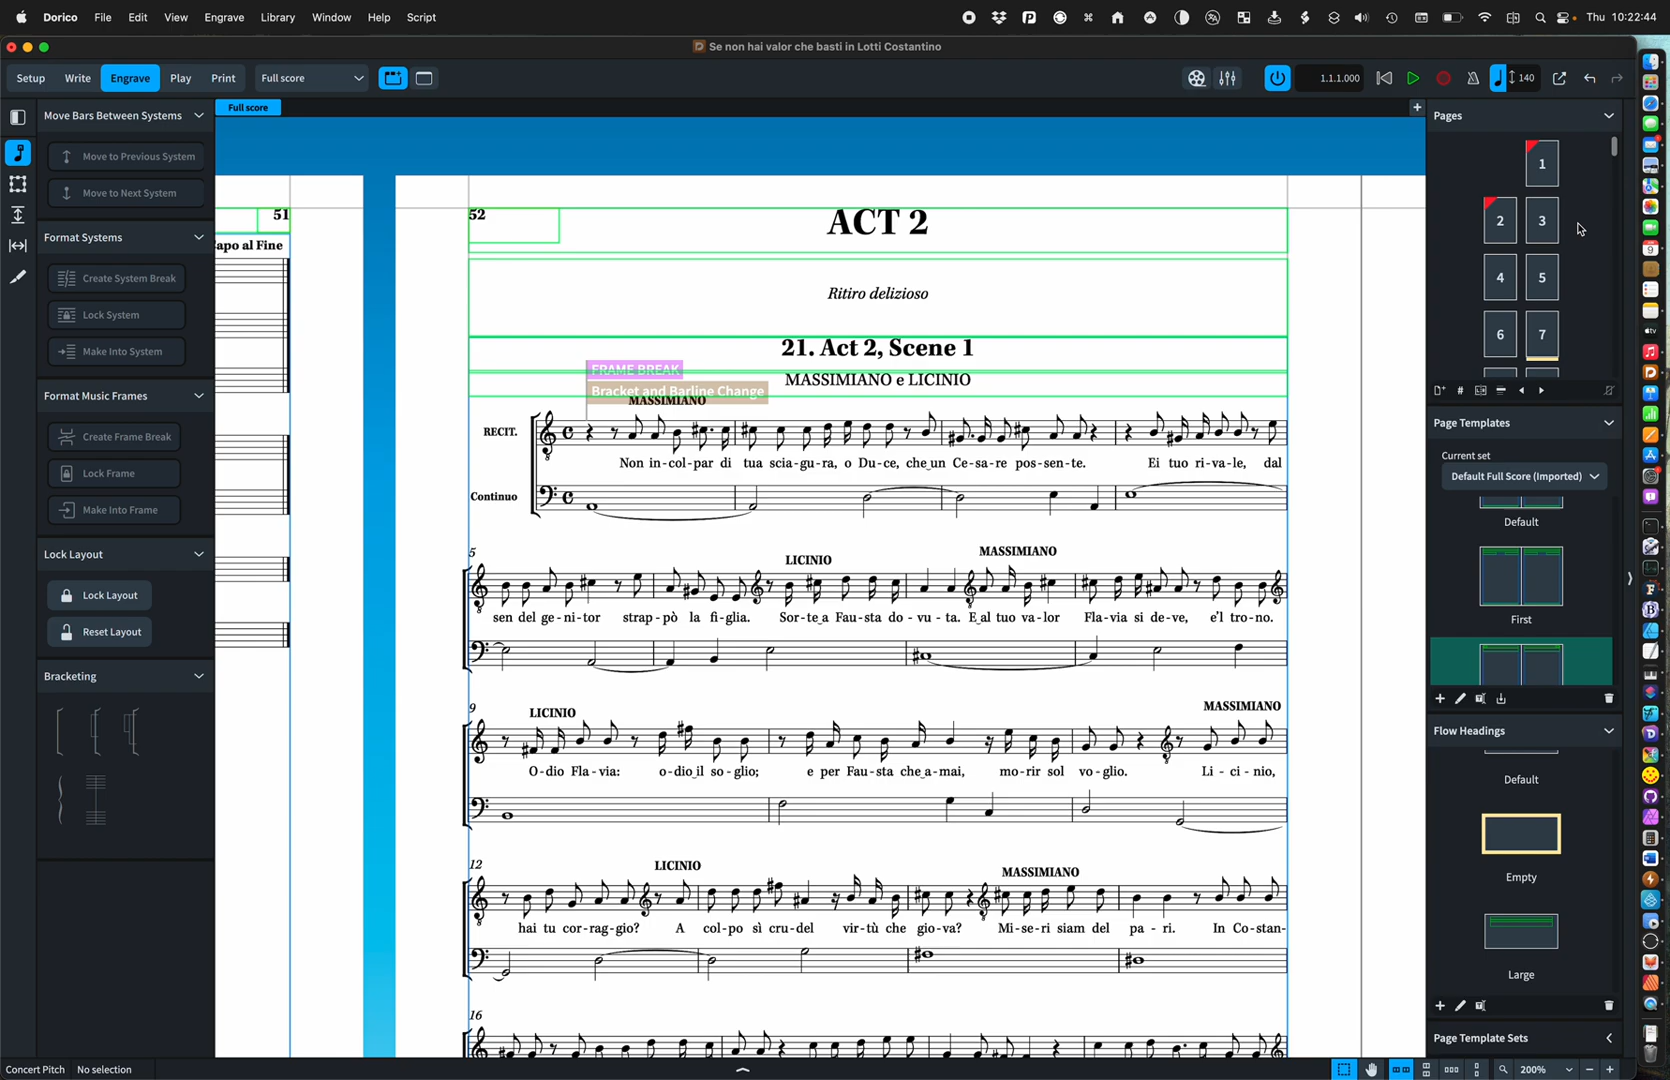 Dorico File Edit View Engrave Library Window Help Script Thu 10:22:44
Se non hai valor che basti in Lotti Costantino
Setup Write Engrave Play Print Full score 1.1.1.000 140
Move Bars Between Systems
Move to Previous System
Move to Next System
Format Systems
Create System Break
Lock System
Make Into System
Format Music Frames
Create Frame Break
Lock Frame
Make Into Frame
Lock Layout
Lock Layout
Reset Layout
Bracketing
Full score
51
apo al Fine
52
ACT 2
Ritiro delizioso
21. Act 2, Scene 1
FRAME BREAK
MASSIMIANO e LICINIO
Bracket and Barline Change
MASSIMIANO
RECIT.
Non in-col-par di tua scia-gu-ra, o Du-ce, che‿un Ce-sa-re pos-sen-te. Ei tuo ri-va-le, dal
Continuo
5
LICINIO MASSIMIANO
sen del ge-ni-tor strap-pò la fi-glia. Sor-te‿a Fau-sta do-vu-ta. E‿al tuo va-lor Fla-via si de-ve, e'l tro-no.
9
LICINIO MASSIMIANO
O-dio Fla-via: o-dio‿il so-glio; e per Fau-sta che‿a-mai, mo-rir sol vo-glio. Li-ci-nio,
12
LICINIO MASSIMIANO
hai tu cor-rag-gio? A col-po sì cru-del vir-tù che gio-va? Mi-se-ri siam del pa-ri. In Co-stan-
16
Pages
1
2 3
4 5
6 7
Page Templates
Current set
Default Full Score (Imported)
Default
First
Flow Headings
Default
Empty
Large
Page Template Sets
Concert Pitch No selection
200%